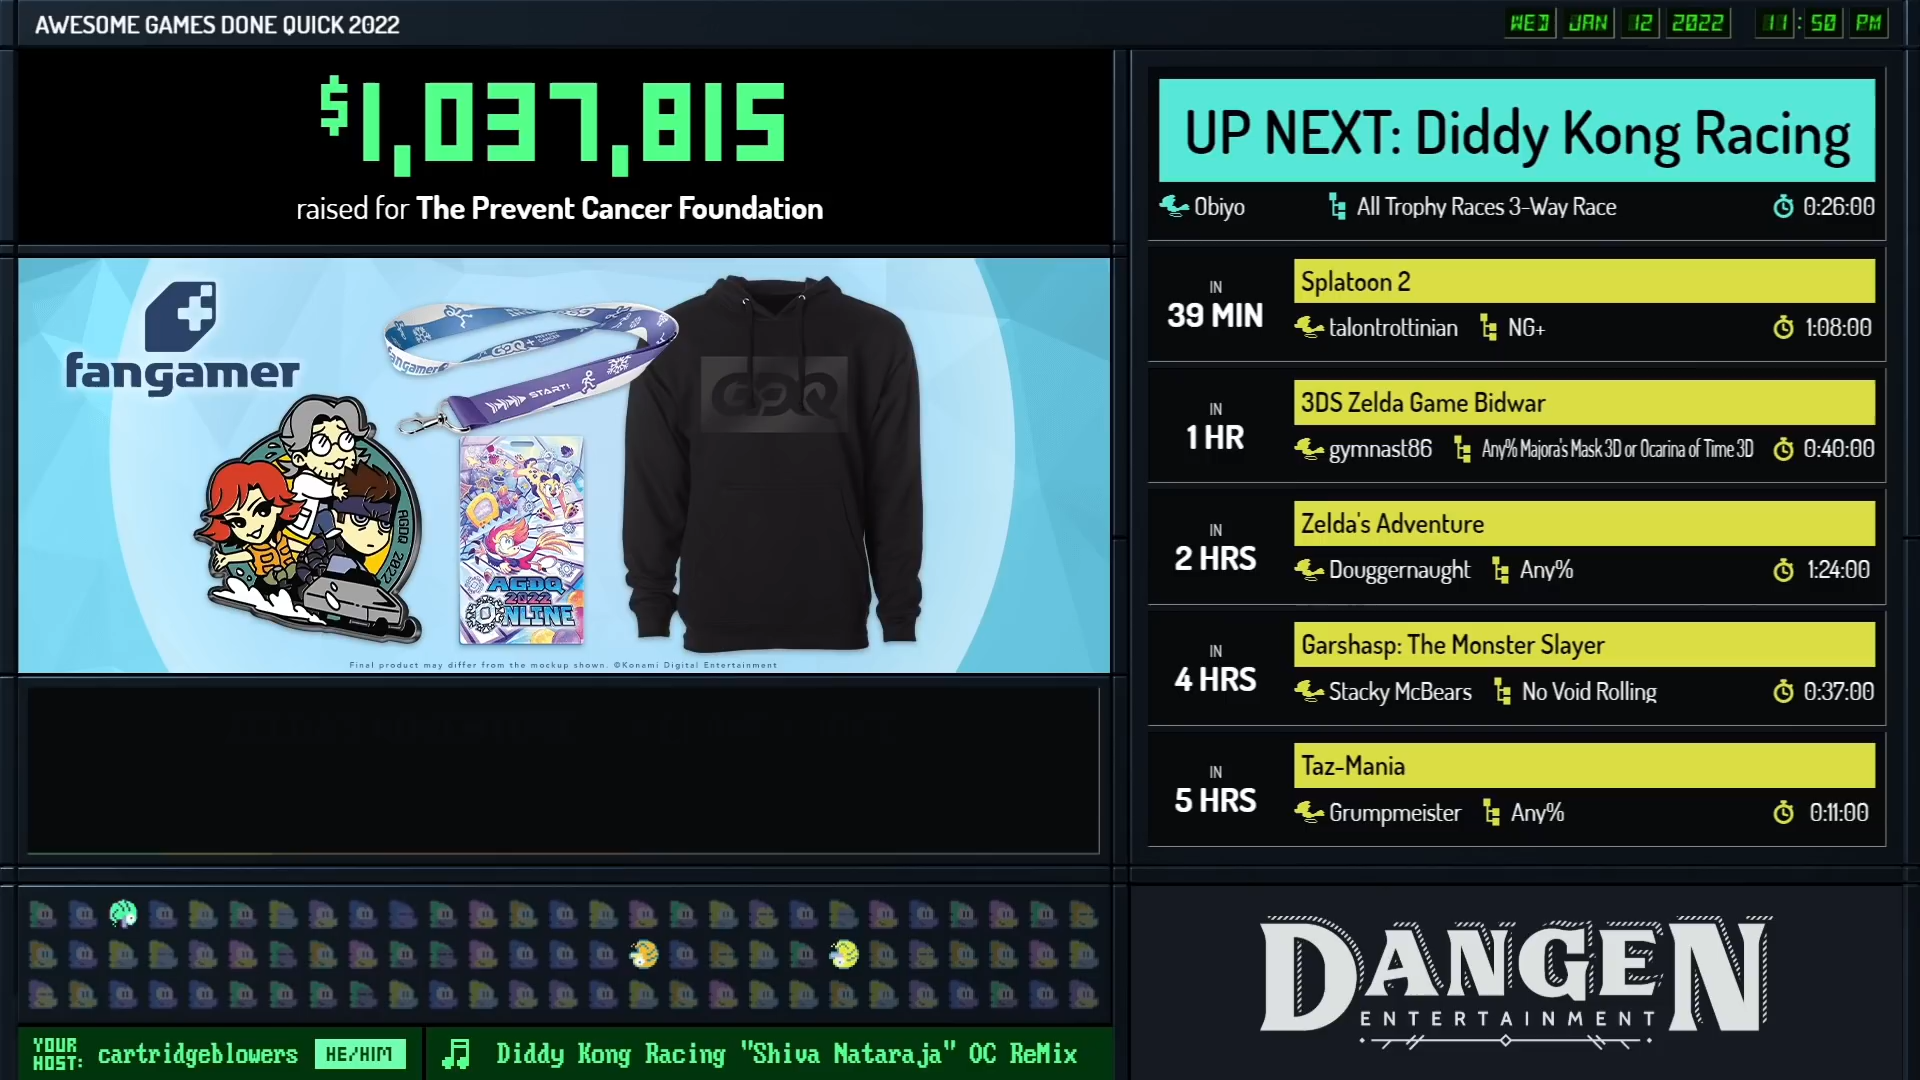 AWESOME GAMES DONE QUICK 2022
WED JAN 12 2022 11:50 PM
$1,037,815
raised for The Prevent Cancer Foundation
fangamer
fangamer
GDQ
START!
GDQ
AGDQ 2022
AGDQ
2022
ONLINE
Final product may differ from the mockup shown. ©Konami Digital Entertainment
UP NEXT: Diddy Kong Racing
Obiyo All Trophy Races 3-Way Race 0:26:00
IN
39 MIN
Splatoon 2
talontrottinian NG+ 1:08:00
IN
1 HR
3DS Zelda Game Bidwar
gymnast86 Any% Majora's Mask 3D or Ocarina of Time 3D 0:40:00
IN
2 HRS
Zelda's Adventure
Douggernaught Any% 1:24:00
IN
4 HRS
Garshasp: The Monster Slayer
Stacky McBears No Void Rolling 0:37:00
IN
5 HRS
Taz-Mania
Grumpmeister Any% 0:11:00
YOUR
HOST: cartridgeblowers HE/HIM
Diddy Kong Racing "Shiva Nataraja" OC ReMix
DANGEN
ENTERTAINMENT